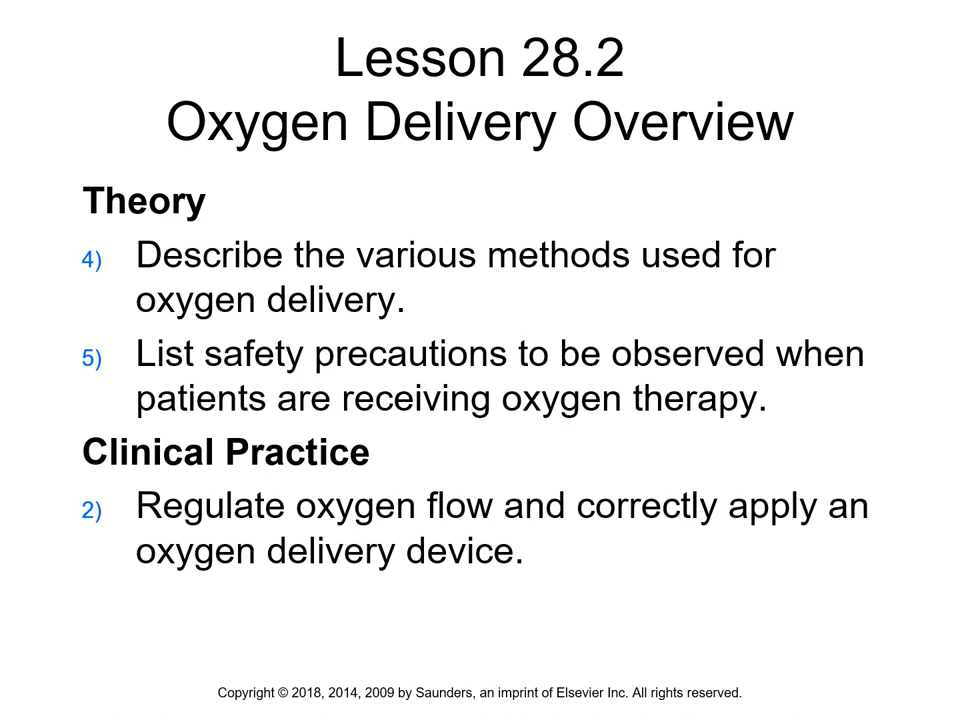 Lesson 28.2
Oxygen Delivery Overview
Theory
4) Describe the various methods used for
oxygen delivery.
5) List safety precautions to be observed when
patients are receiving oxygen therapy.
Clinical Practice
2) Regulate oxygen flow and correctly apply an
oxygen delivery device.
Copyright © 2018, 2014, 2009 by Saunders, an imprint of Elsevier Inc. All rights reserved.